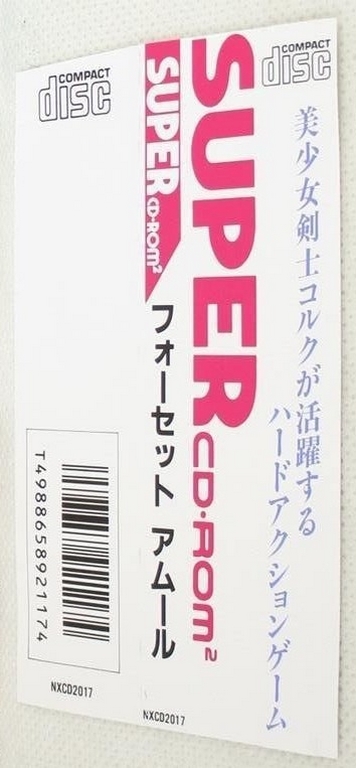 COMPACT
disc
SUPER
CD-ROM²
COMPACT
disc
SUPER
CD・ROM²
美少女剣士コルクが活躍する
ハードアクションゲーム
フォーセット アムール
T4988658921174
NXCD2017
NXCD2017